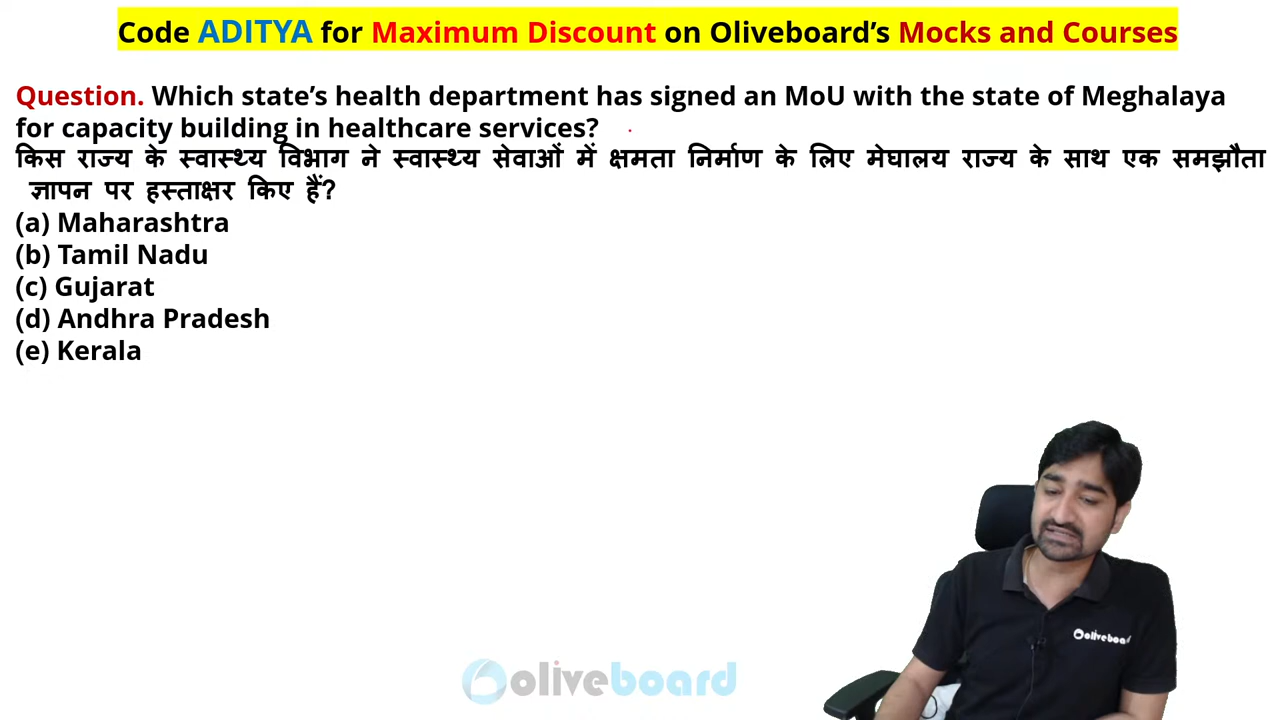 Code ADITYA for Maximum Discount on Oliveboard’s Mocks and Courses
Question. Which state’s health department has signed an MoU with the state of Meghalaya
for capacity building in healthcare services?
किस राज्य के स्वास्थ्य विभाग ने स्वास्थ्य सेवाओं में क्षमता निर्माण के लिए मेघालय राज्य के साथ एक समझौता
ज्ञापन पर हस्ताक्षर किए हैं?
(a) Maharashtra
(b) Tamil Nadu
(c) Gujarat
(d) Andhra Pradesh
(e) Kerala
oliveboard
oliveboard